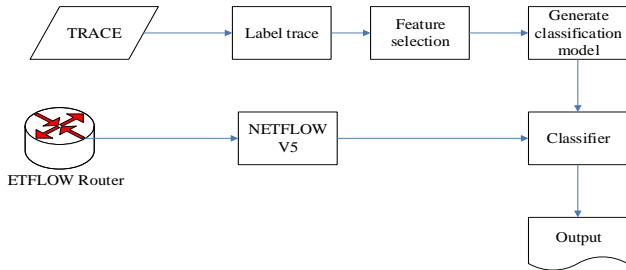 TRACE
Label trace
Feature
selection
Generate
classification
model
NETFLOW
V5
Classifier
ETFLOW Router
Output